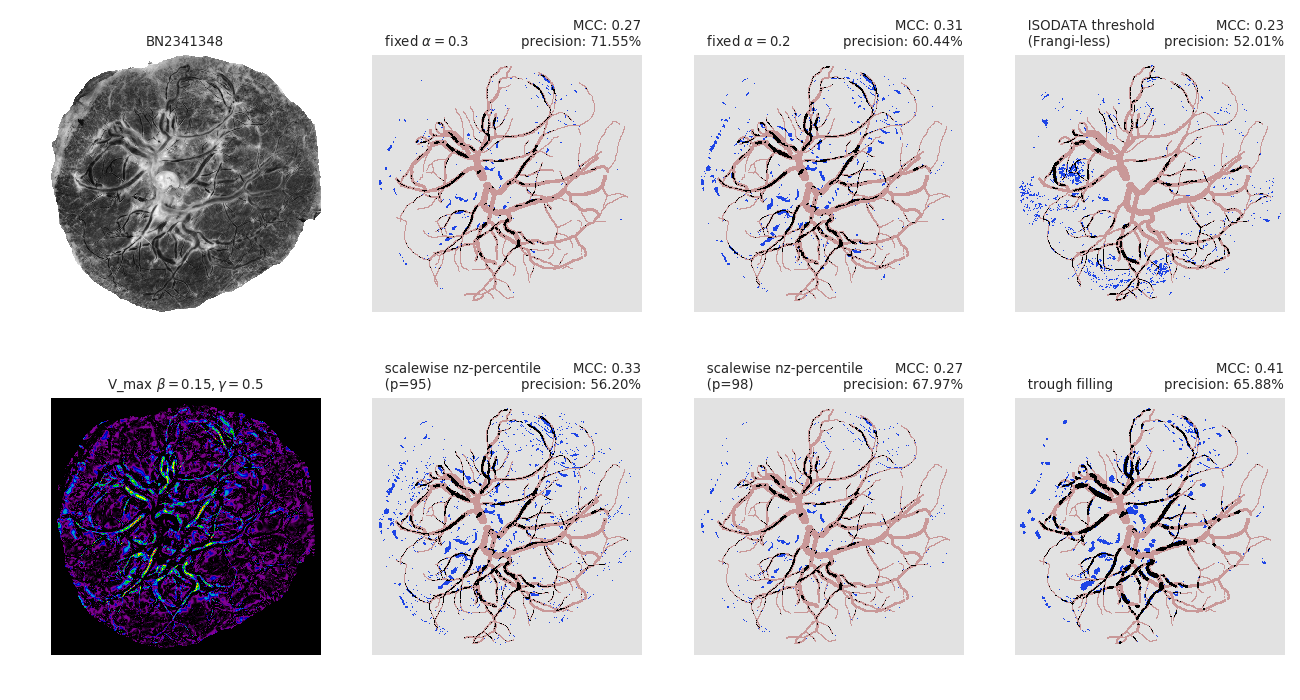 BN2341348
fixed α = 0.3
MCC: 0.27
precision: 71.55%
fixed α = 0.2
MCC: 0.31
precision: 60.44%
ISODATA threshold
(Frangi-less)
MCC: 0.23
precision: 52.01%
V_max β = 0.15, γ = 0.5
scalewise nz-percentile
(p=95)
MCC: 0.33
precision: 56.20%
scalewise nz-percentile
(p=98)
MCC: 0.27
precision: 67.97%
trough filling
MCC: 0.41
precision: 65.88%